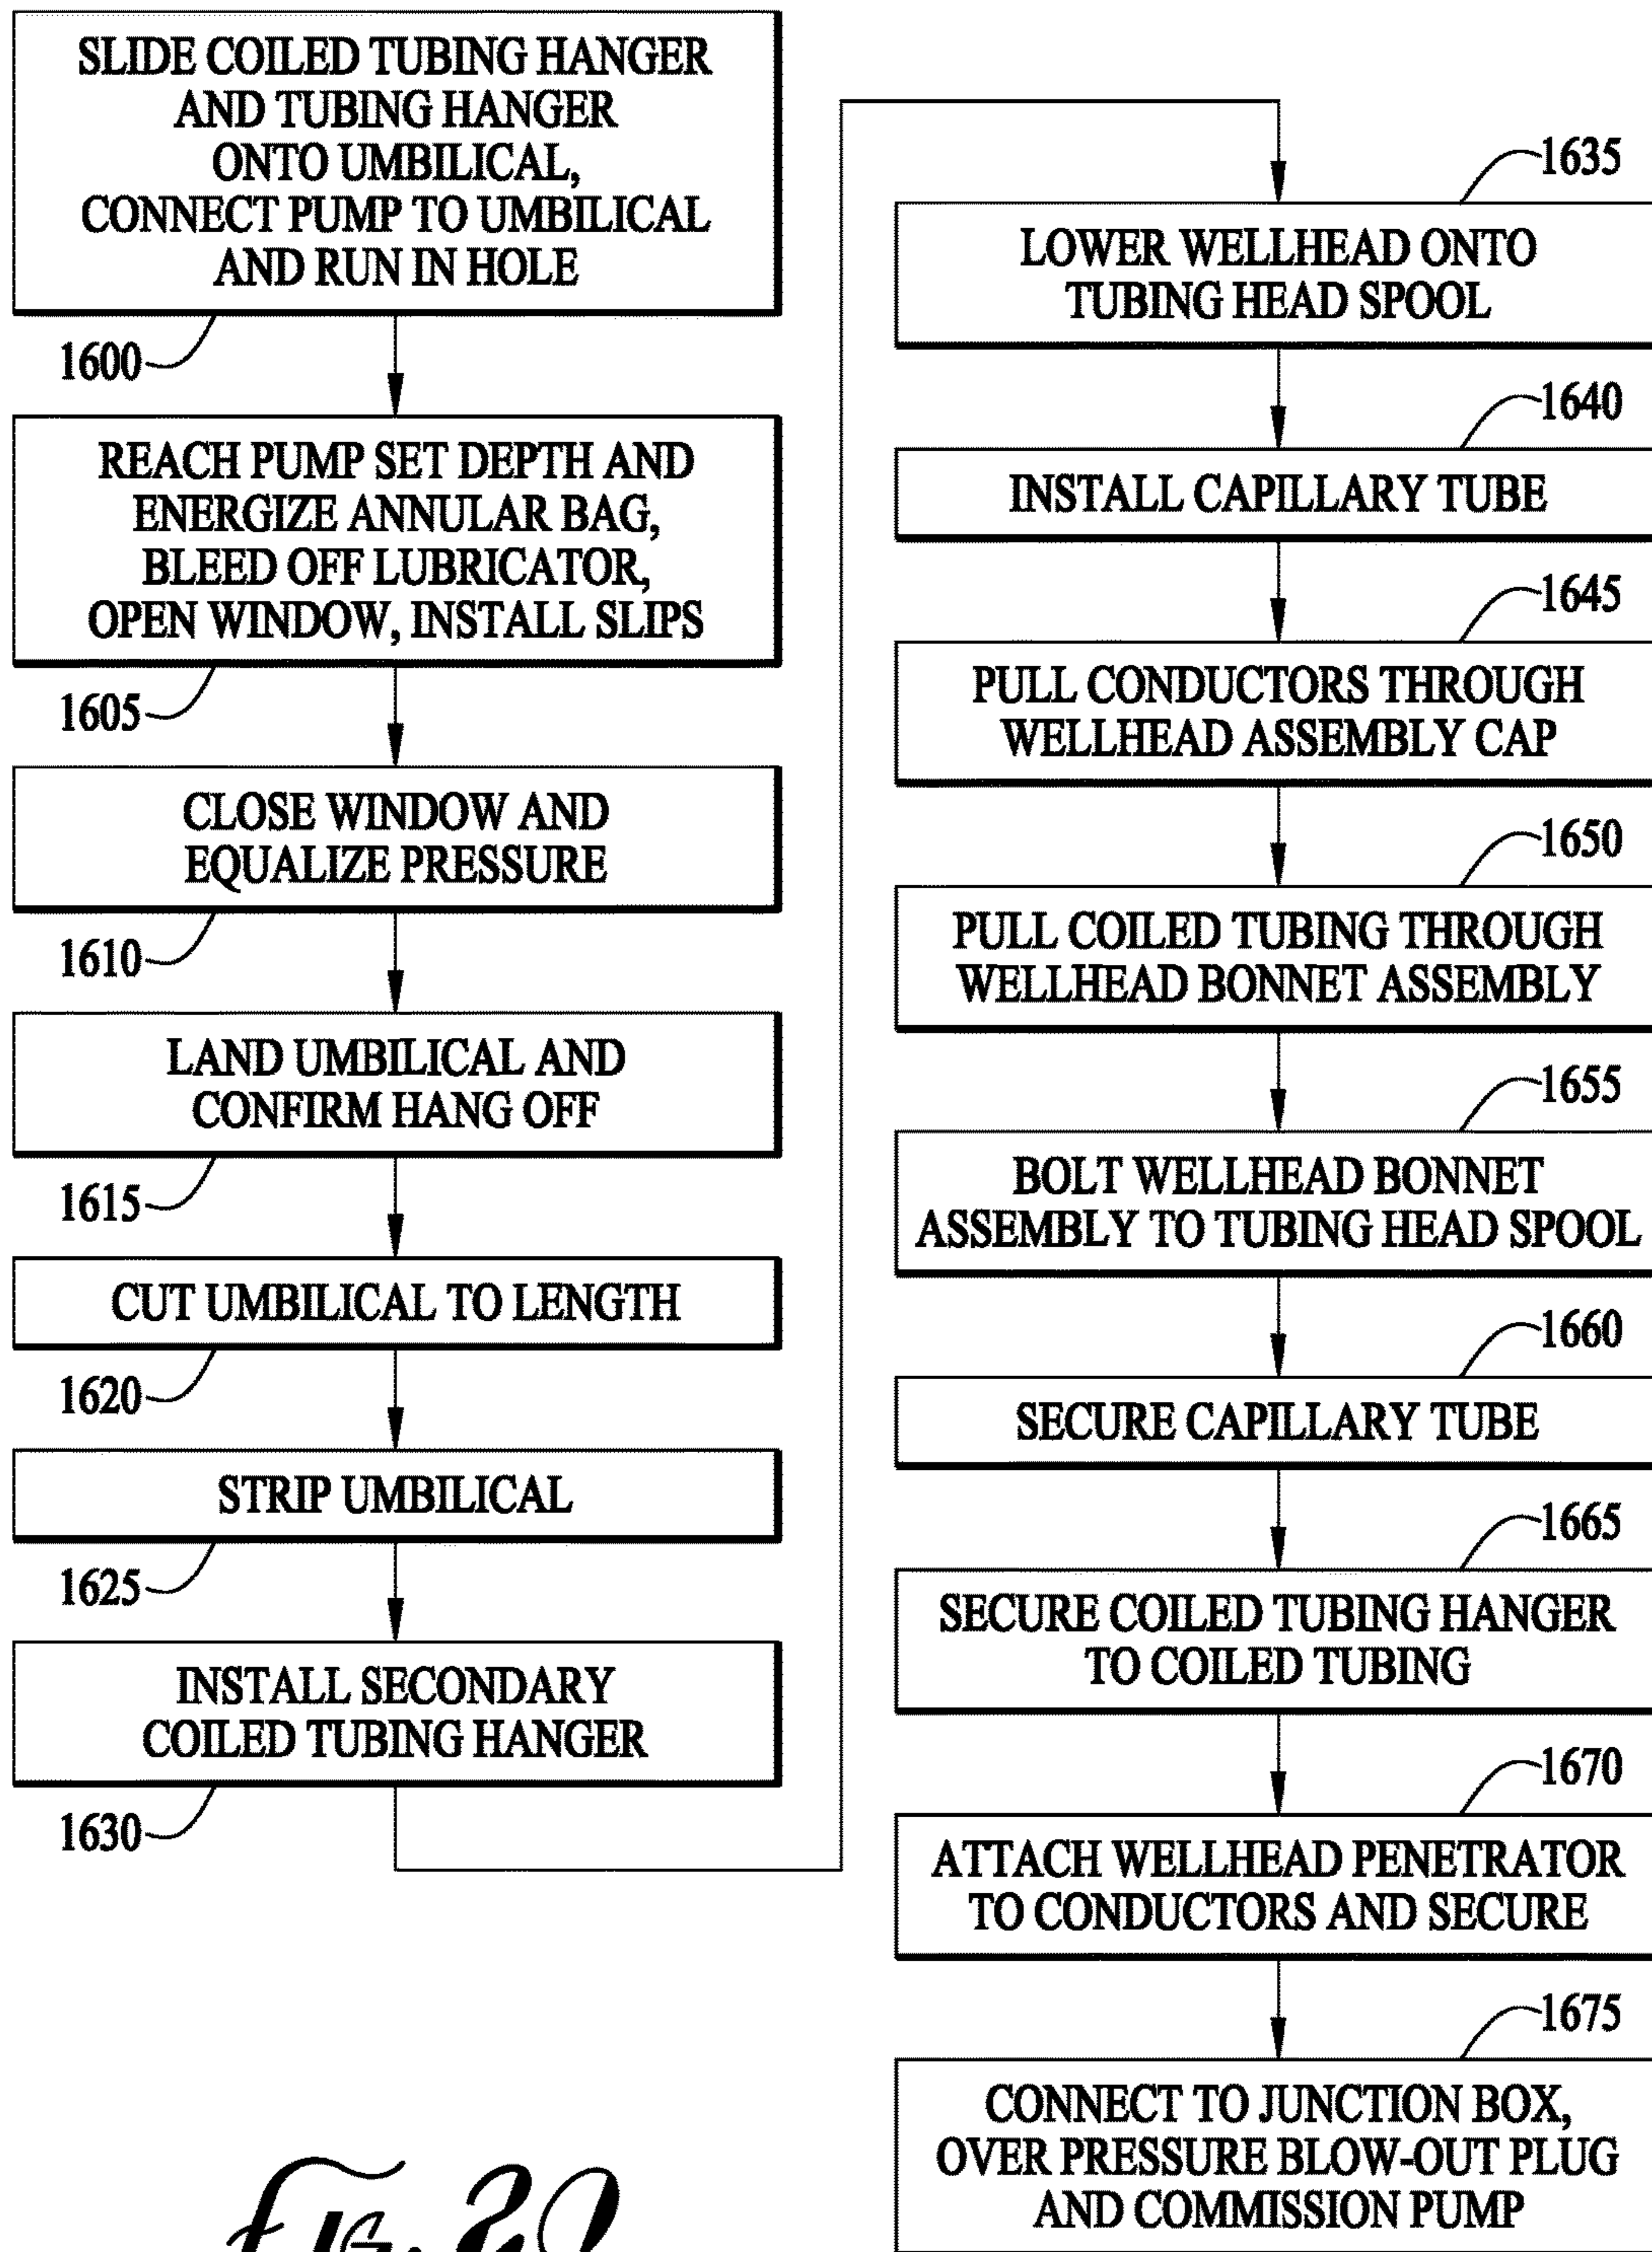 SLIDE COILED TUBING HANGER
AND TUBING HANGER
ONTO UMBILICAL,
CONNECT PUMP TO UMBILICAL
AND RUN IN HOLE
1600
REACH PUMP SET DEPTH AND
ENERGIZE ANNULAR BAG,
BLEED OFF LUBRICATOR,
OPEN WINDOW, INSTALL SLIPS
1605
CLOSE WINDOW AND
EQUALIZE PRESSURE
1610
LAND UMBILICAL AND
CONFIRM HANG OFF
1615
CUT UMBILICAL TO LENGTH
1620
STRIP UMBILICAL
1625
INSTALL SECONDARY
COILED TUBING HANGER
1630
1635
LOWER WELLHEAD ONTO
TUBING HEAD SPOOL
1640
INSTALL CAPILLARY TUBE
1645
PULL CONDUCTORS THROUGH
WELLHEAD ASSEMBLY CAP
1650
PULL COILED TUBING THROUGH
WELLHEAD BONNET ASSEMBLY
1655
BOLT WELLHEAD BONNET
ASSEMBLY TO TUBING HEAD SPOOL
1660
SECURE CAPILLARY TUBE
1665
SECURE COILED TUBING HANGER
TO COILED TUBING
1670
ATTACH WELLHEAD PENETRATOR
TO CONDUCTORS AND SECURE
1675
CONNECT TO JUNCTION BOX,
OVER PRESSURE BLOW-OUT PLUG
AND COMMISSION PUMP
FIG. 20